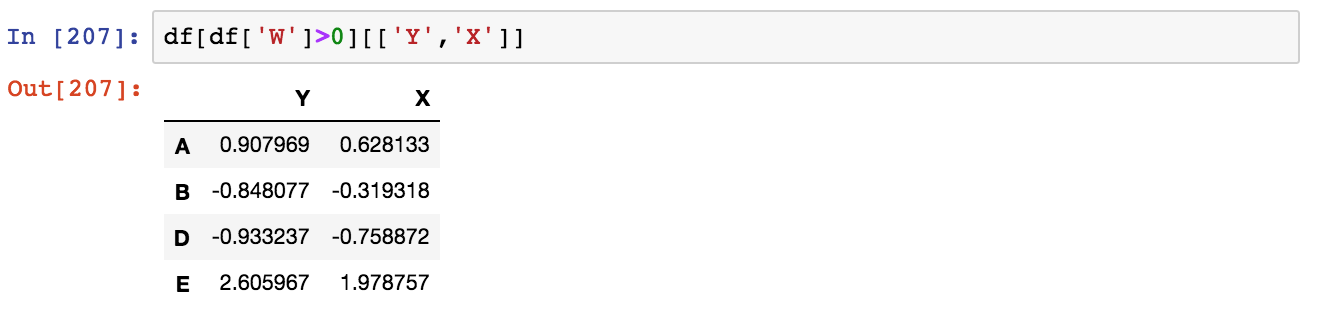 In [207]: df[df['W']>0][['Y','X']]
Out[207]:
Y X
A 0.907969 0.628133
B -0.848077 -0.319318
D -0.933237 -0.758872
E 2.605967 1.978757